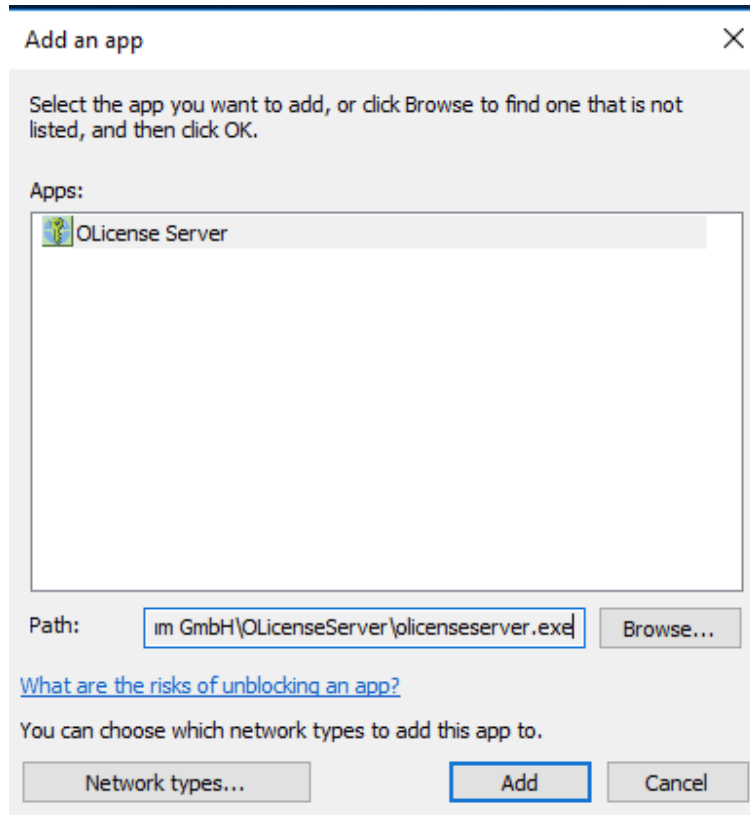 Add an app
Select the app you want to add, or click Browse to find one that is not
listed, and then click OK.
Apps:
OLicense Server
Path:
GmbH\OLicenseServer\olicenseserver.exe
Browse...
What are the risks of unblocking an app?
You can choose which network types to add this app to.
Network types...
Add
Cancel